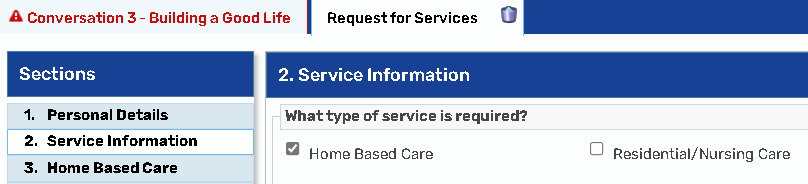 Conversation 3 - Building a Good Life
Request for Services
Sections
1. Personal Details
2. Service Information
3. Home Based Care
2. Service Information
What type of service is required?
Home Based Care
Residential/Nursing Care